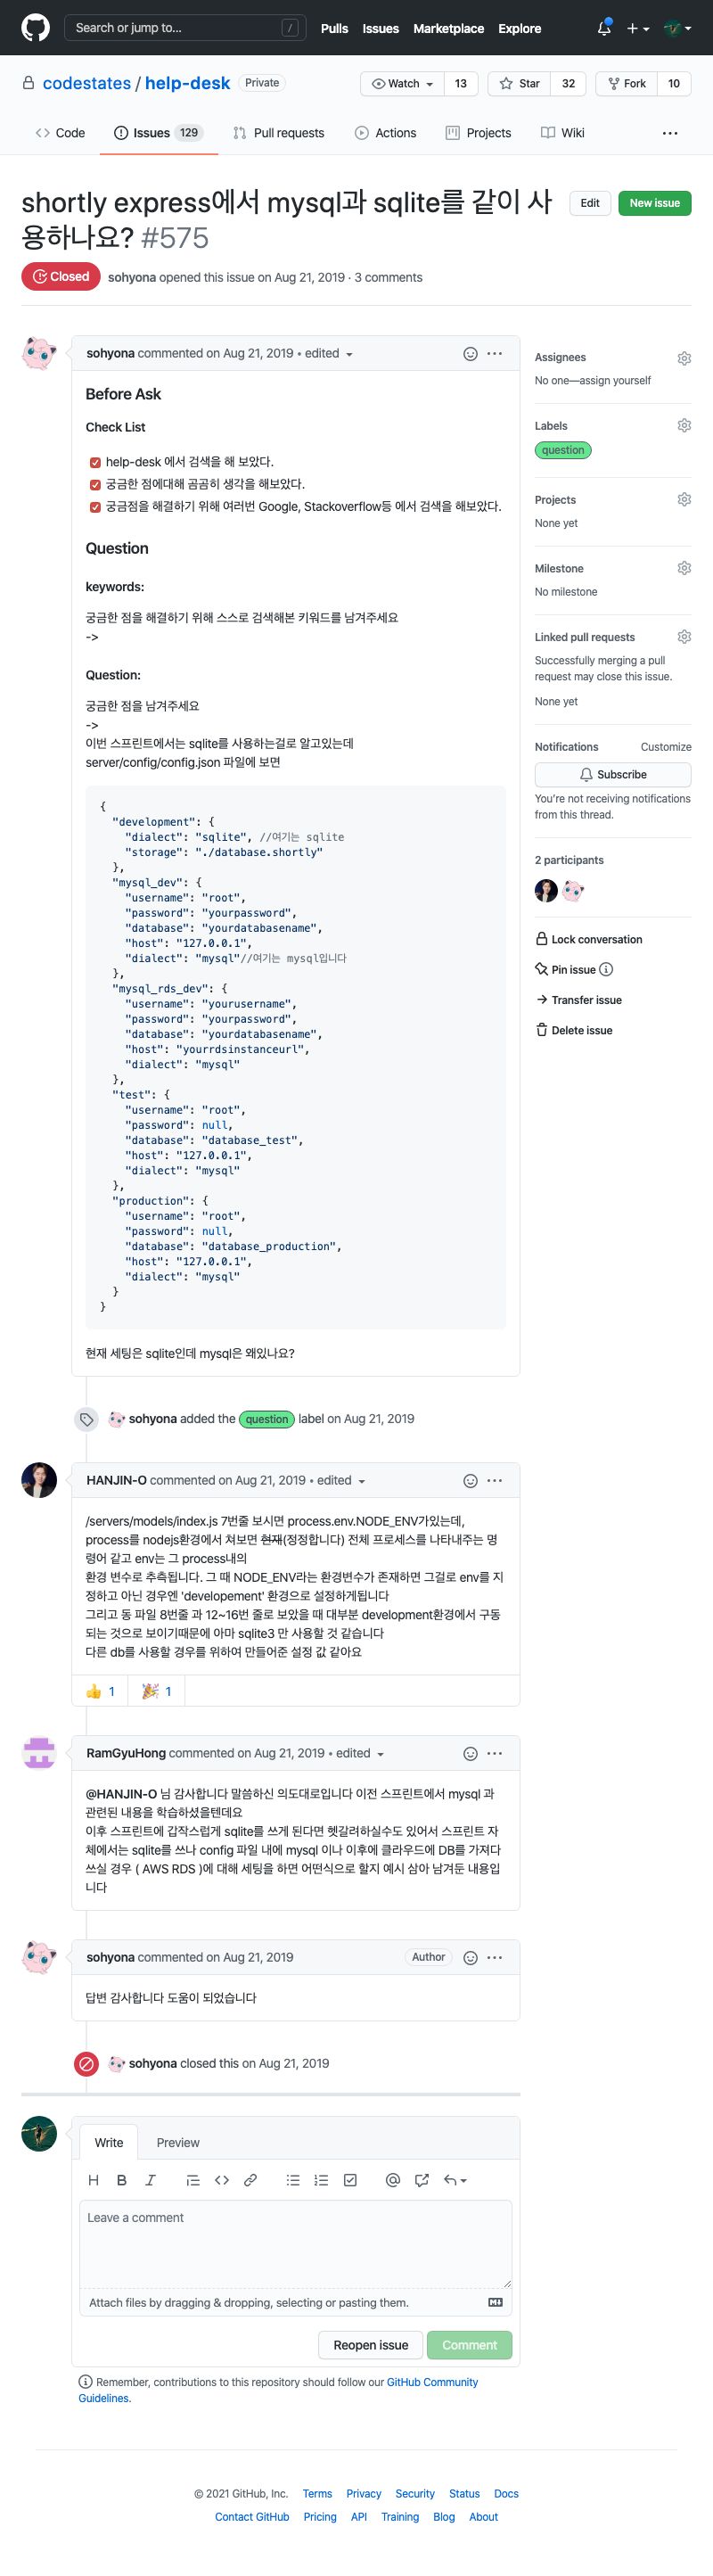 Search or jump to...
/
Pulls Issues Marketplace Explore
codestates / help-desk Private
Watch 13 Star 32 Fork 10
Code Issues 129 Pull requests Actions Projects Wiki ...
shortly express에서 mysql과 sqlite를 같이 사
용하나요? #575
Edit New issue
Closed sohyona opened this issue on Aug 21, 2019 · 3 comments
sohyona commented on Aug 21, 2019 • edited
Before Ask
Check List
help-desk 에서 검색을 해 보았다.
궁금한 점에대해 곰곰히 생각을 해보았다.
궁금점을 해결하기 위해 여러번 Google, Stackoverflow등 에서 검색을 해보았다.
Question
keywords:
궁금한 점을 해결하기 위해 스스로 검색해본 키워드를 남겨주세요
->
Question:
궁금한 점을 남겨주세요
->
이번 스프린트에서는 sqlite를 사용하는걸로 알고있는데
server/config/config.json 파일에 보면
{
"development": {
"dialect": "sqlite", //여기는 sqlite
"storage": "./database.shortly"
},
"mysql_dev": {
"username": "root",
"password": "yourpassword",
"database": "yourdatabasename",
"host": "127.0.0.1",
"dialect": "mysql"//여기는 mysql입니다
},
"mysql_rds_dev": {
"username": "yourusername",
"password": "yourpassword",
"database": "yourdatabasename",
"host": "yourrdsinstanceurl",
"dialect": "mysql"
},
"test": {
"username": "root",
"password": null,
"database": "database_test",
"host": "127.0.0.1",
"dialect": "mysql"
},
"production": {
"username": "root",
"password": null,
"database": "database_production",
"host": "127.0.0.1",
"dialect": "mysql"
}
}
현재 세팅은 sqlite인데 mysql은 왜있나요?
Assignees
No one—assign yourself
Labels
question
Projects
None yet
Milestone
No milestone
Linked pull requests
Successfully merging a pull
request may close this issue.
None yet
Notifications Customize
Subscribe
You're not receiving notifications
from this thread.
2 participants
Lock conversation
Pin issue
Transfer issue
Delete issue
sohyona added the question label on Aug 21, 2019
HANJIN-O commented on Aug 21, 2019 • edited
/servers/models/index.js 7번줄 보시면 process.env.NODE_ENV가있는데,
process를 nodejs환경에서 쳐보면 현재(정정합니다) 전체 프로세스를 나타내주는 명
령어 같고 env는 그 process내의
환경 변수로 추측됩니다. 그 때 NODE_ENV라는 환경변수가 존재하면 그걸로 env를 지
정하고 아닌 경우엔 'developement' 환경으로 설정하게됩니다
그리고 동 파일 8번줄 과 12~16번 줄로 보았을 때 대부분 development환경에서 구동
되는 것으로 보이기때문에 아마 sqlite3 만 사용할 것 같습니다
다른 db를 사용할 경우를 위하여 만들어준 설정 값 같아요
👍 1 🎉 1
RamGyuHong commented on Aug 21, 2019 • edited
@HANJIN-O 님 감사합니다 말씀하신 의도대로입니다 이전 스프린트에서 mysql 과
관련된 내용을 학습하셨을텐데요
이후 스프린트에 갑작스럽게 sqlite를 쓰게 된다면 헷갈려하실수도 있어서 스프린트 자
체에서는 sqlite를 쓰나 config 파일 내에 mysql 이나 이후에 클라우드에 DB를 가져다
쓰실 경우 ( AWS RDS )에 대해 세팅을 하면 어떤식으로 할지 예시 삼아 남겨둔 내용입
니다
sohyona commented on Aug 21, 2019 Author
답변 감사합니다 도움이 되었습니다
sohyona closed this on Aug 21, 2019
Write Preview
Leave a comment
Attach files by dragging & dropping, selecting or pasting them.
Reopen issue Comment
Remember, contributions to this repository should follow our GitHub Community
Guidelines.
© 2021 GitHub, Inc. Terms Privacy Security Status Docs
Contact GitHub Pricing API Training Blog About